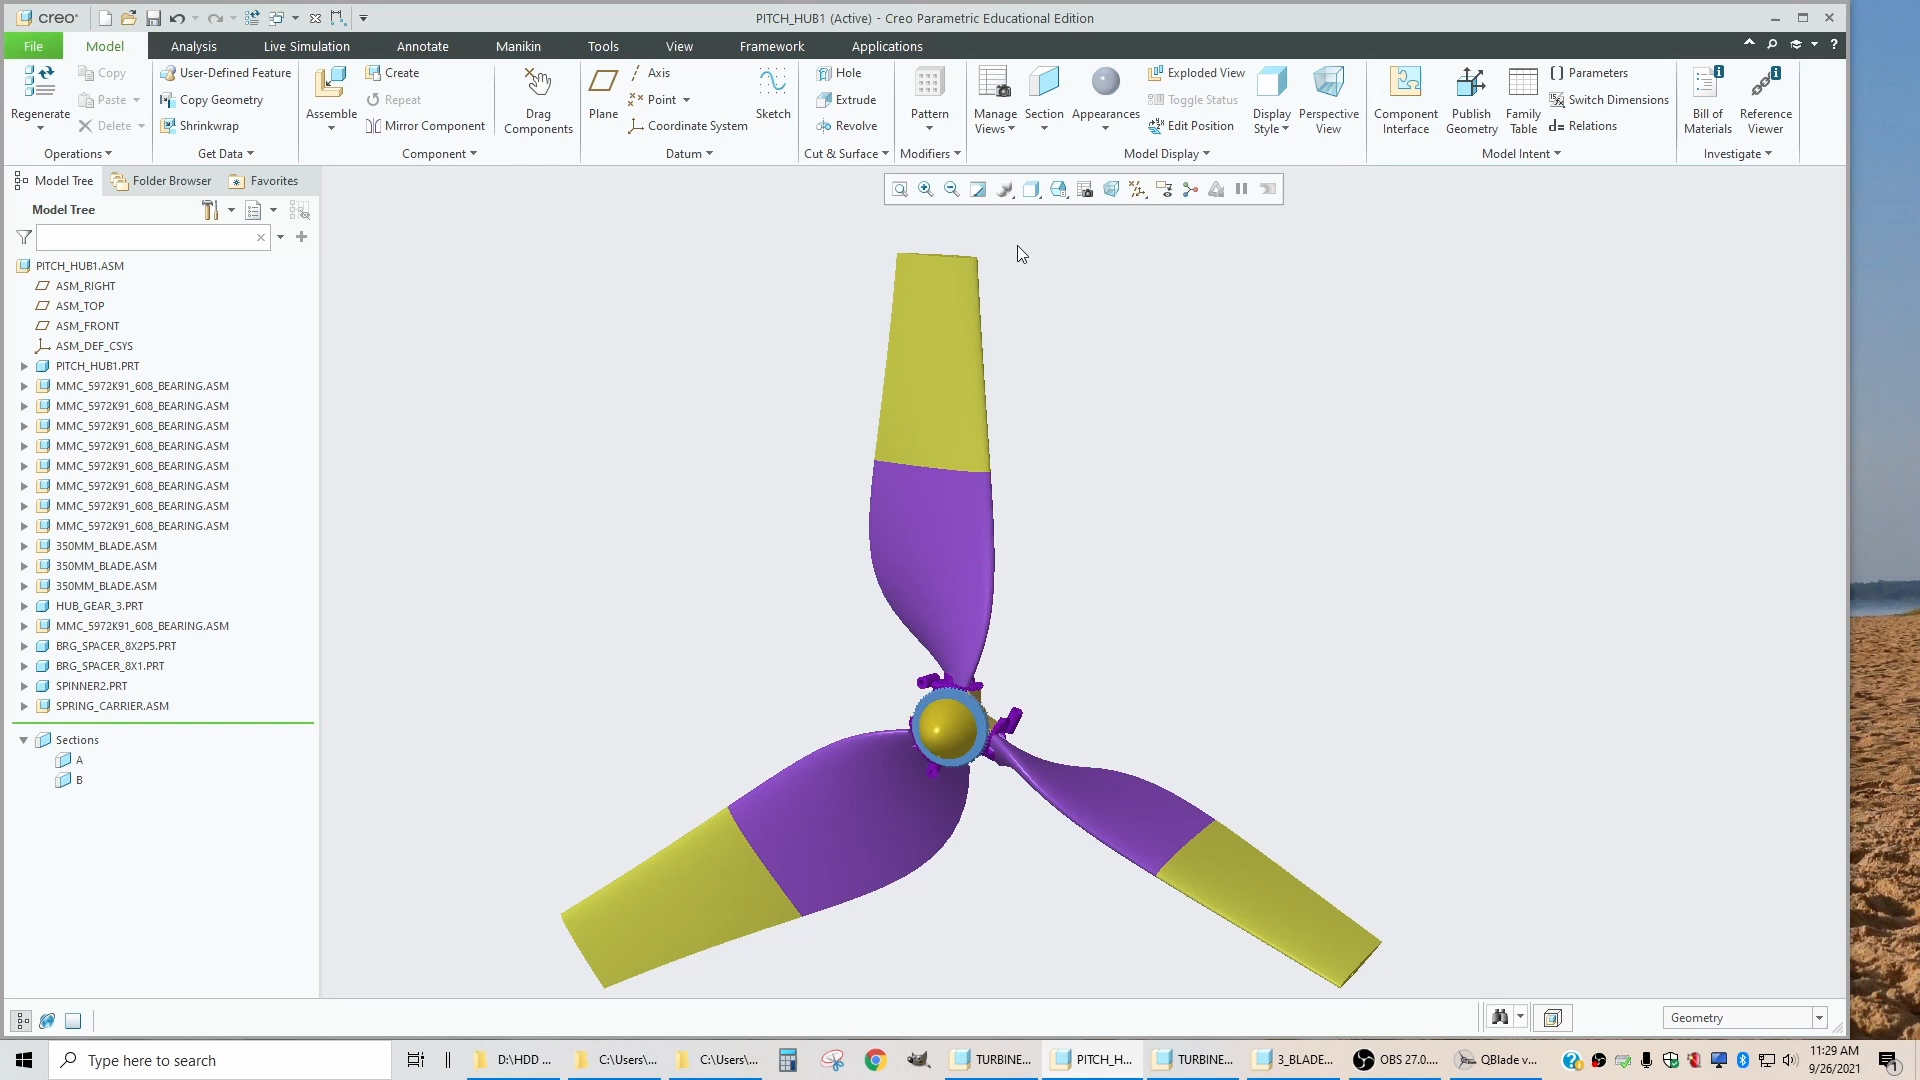 creo
PITCH_HUB1 (Active) - Creo Parametric Educational Edition
File Model Analysis Live Simulation Annotate Manikin Tools View Framework Applications
Regenerate
Copy
Paste
Delete
Operations
User-Defined Feature
Copy Geometry
Shrinkwrap
Get Data
Assemble
Create
Repeat
Mirror Component
Component
Drag Components
Plane
Axis
Point
Coordinate System
Sketch
Datum
Hole
Extrude
Revolve
Cut & Surface
Pattern
Modifiers
Manage Views
Section
Appearances
Exploded View
Toggle Status
Edit Position
Display Style
Perspective View
Model Display
Component Interface
Publish Geometry
Family Table
Parameters
Switch Dimensions
d= Relations
Model Intent
Bill of Materials
Reference Viewer
Investigate
Model Tree Folder Browser Favorites
Model Tree
PITCH_HUB1.ASM
ASM_RIGHT
ASM_TOP
ASM_FRONT
ASM_DEF_CSYS
PITCH_HUB1.PRT
MMC_5972K91_608_BEARING.ASM
MMC_5972K91_608_BEARING.ASM
MMC_5972K91_608_BEARING.ASM
MMC_5972K91_608_BEARING.ASM
MMC_5972K91_608_BEARING.ASM
MMC_5972K91_608_BEARING.ASM
MMC_5972K91_608_BEARING.ASM
MMC_5972K91_608_BEARING.ASM
350MM_BLADE.ASM
350MM_BLADE.ASM
350MM_BLADE.ASM
HUB_GEAR_3.PRT
MMC_5972K91_608_BEARING.ASM
BRG_SPACER_8X2P5.PRT
BRG_SPACER_8X1.PRT
SPINNER2.PRT
SPRING_CARRIER.ASM
Sections
A
B
Geometry
Type here to search
D:\HDD ...
C:\Users\...
C:\Users\...
TURBINE...
PITCH_H...
TURBINE...
3_BLADE...
OBS 27.0....
QBlade v...
11:29 AM
9/26/2021
1